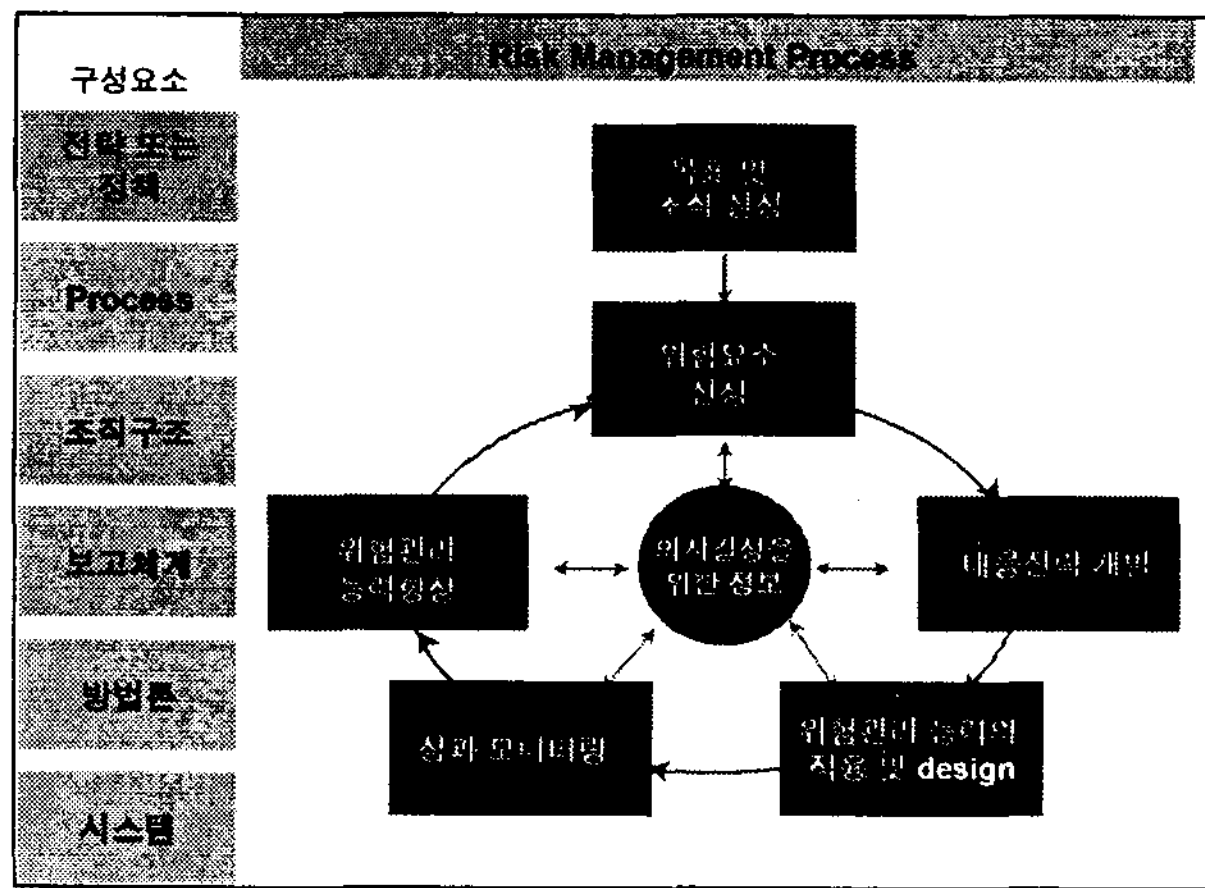 Risk Management Process
구성요소
전략 또는
정책
Process
조직구조
보고체계
방법론
시스템
목표 및
조직 설정
위험요소
산정
위험관리
능력향상
의사결정을
위한 정보
대응전략 개발
성과 모니터링
위험관리 능력의
적용 및 design